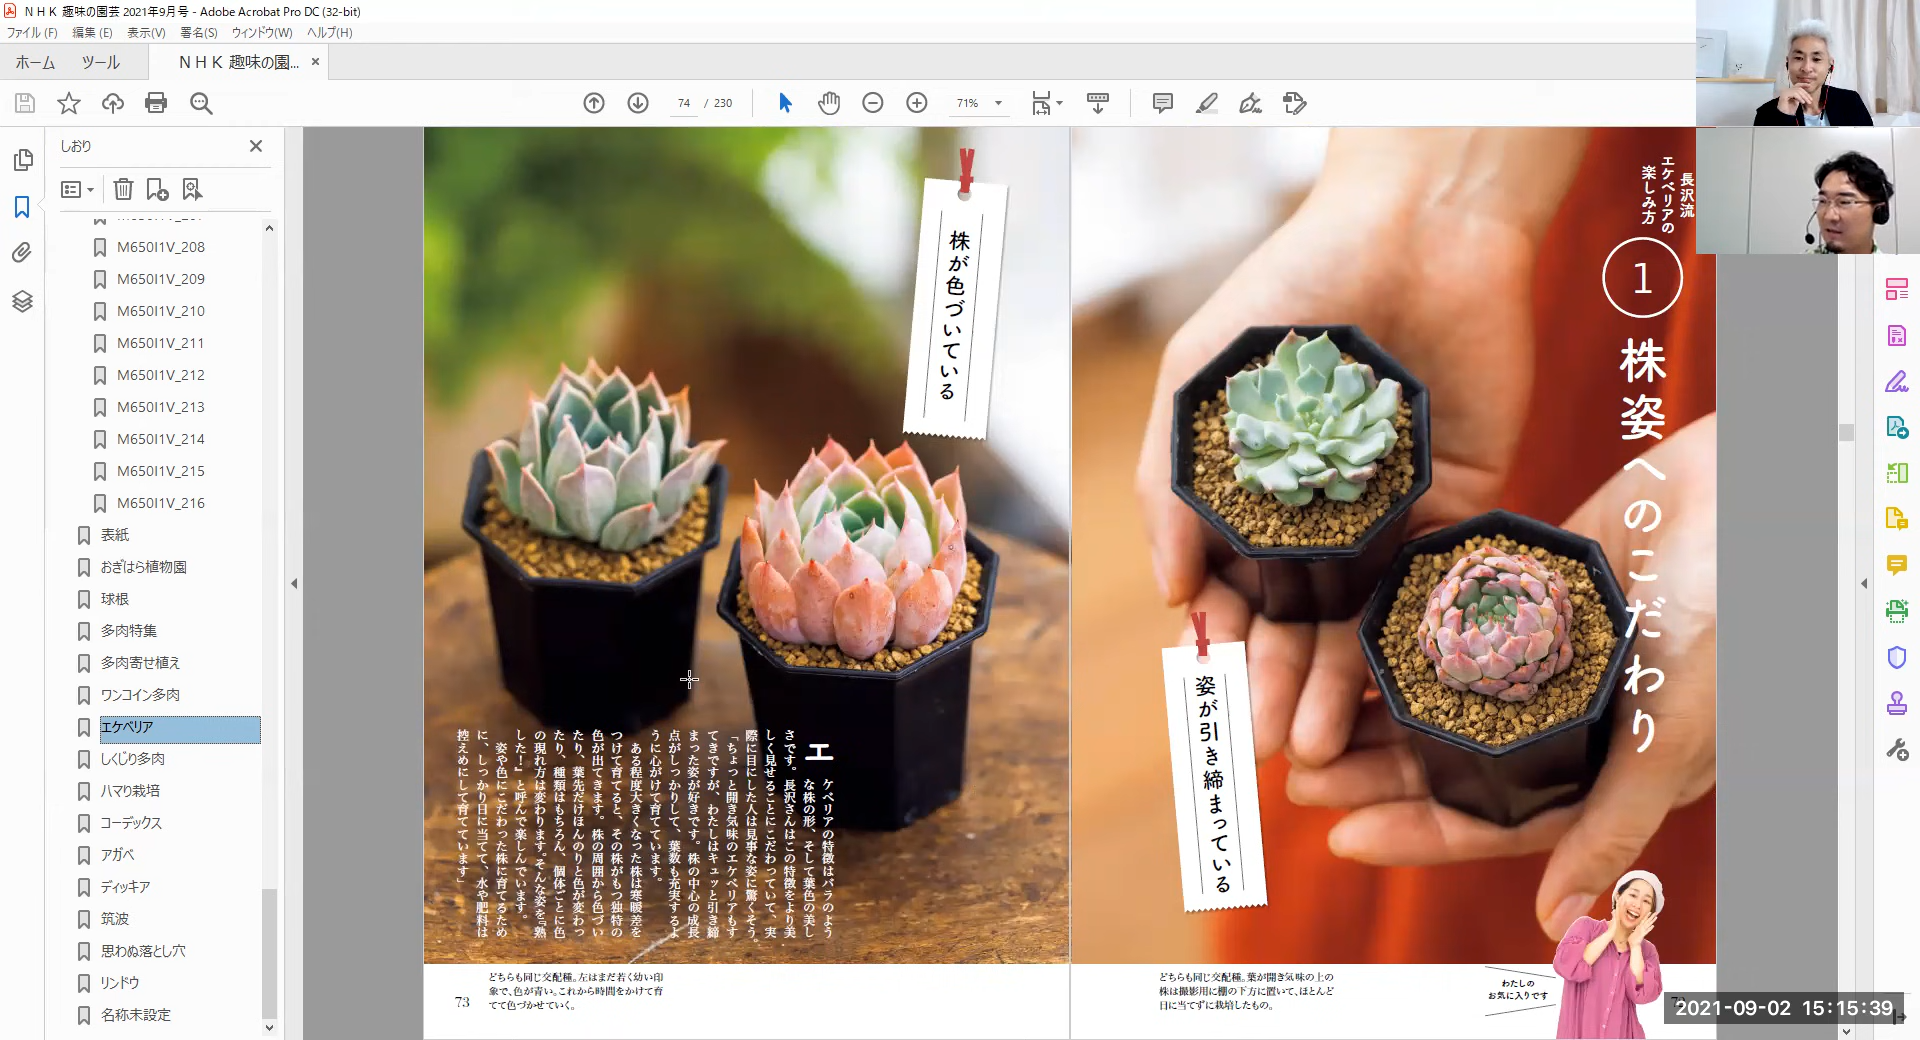 ＮＨＫ 趣味の園芸 2021年9月号 - Adobe Acrobat Pro DC (32-bit)
ファイル (F) 編集 (E) 表示(V) 署名(S) ウィンドウ(W) ヘルプ(H)
ホーム ツール ＮＨＫ 趣味の園... ×
74 / 230 71%
しおり
M650I1V_208
M650I1V_209
M650I1V_210
M650I1V_211
M650I1V_212
M650I1V_213
M650I1V_214
M650I1V_215
M650I1V_216
表紙
おぎはら植物園
球根
多肉特集
多肉寄せ植え
ワンコイン多肉
エケベリア
しくじり多肉
ハマり栽培
コーデックス
アガベ
ディッキア
筑波
思わぬ落とし穴
リンドウ
名称未設定
長沢流
エケベリアの
楽しみ方
1
株姿へのこだわり
姿が引き締まっている
わたしの
お気に入りです
どちらも同じ交配種。葉が開き気味の上の
株は撮影用に棚の下方に置いて、ほとんど
日に当てずに栽培したもの。
株が色づいている
エケベリアの特徴はバラのよう
な株の形、そして葉色の美し
さです。長沢さんはこの特徴をより美
しく見せることにこだわっていて、実
際に目にした人は見事な姿に驚くそう。
「ちょっと開き気味のエケベリアもす
てきですが、わたしはキュッと引き締
まった姿が好きです。株の中心の成長
点がしっかりして、葉数も充実するよ
うに心がけて育てています。
ある程度大きくなった株は寒暖差を
つけて育てると、その株がもつ独特の
色が出てきます。株の周囲から色づい
たり、葉先だけほんのりと色が変わっ
たり、種類はもちろん、個体ごとに色
の現れ方は変わります。そんな姿を『熟
した！』と呼んで楽しんでいます。
姿や色にこだわった株に育てるため
に、しっかり日に当てて、水や肥料は
控えめにして育てています」
どちらも同じ交配種。左はまだ若く幼い印
象で、色が青い。これから時間をかけて育
てて色づかせていく。
73
2021-09-02 15:15:39